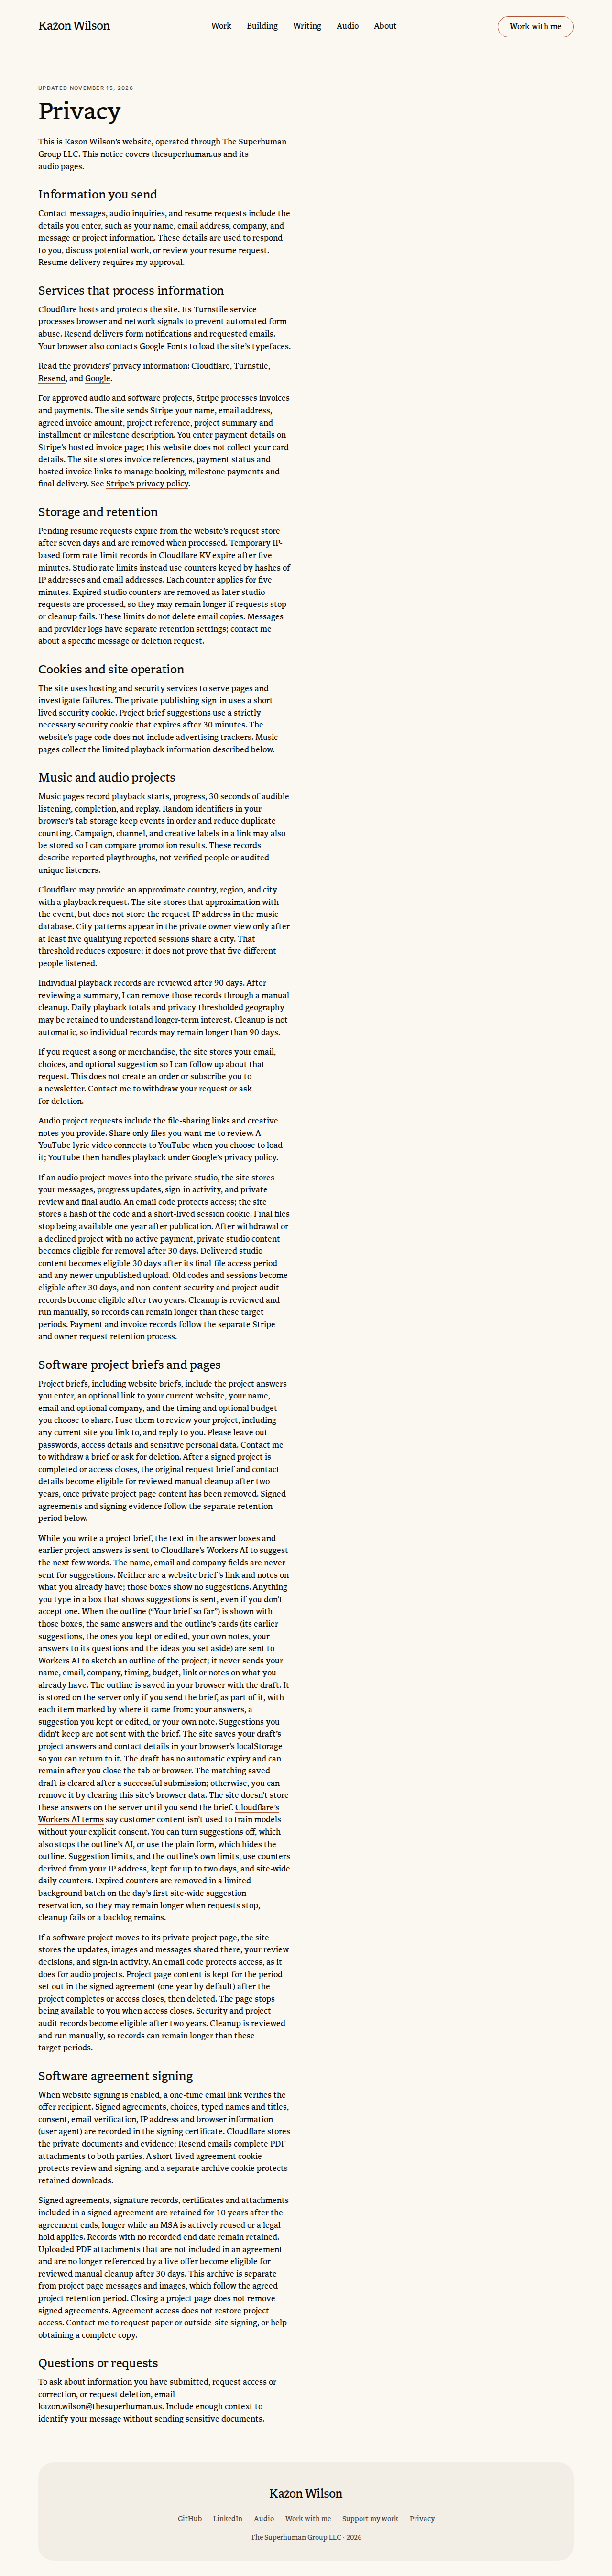 Kazon Wilson
Work Building Writing Audio About
Work with me
UPDATED NOVEMBER 15, 2026
Privacy
This is Kazon Wilson's website, operated through The Superhuman
Group LLC. This notice covers thesuperhuman.us and its
audio pages.
Information you send
Contact messages, audio inquiries, and resume requests include the
details you enter, such as your name, email address, company, and
message or project information. These details are used to respond
to you, discuss potential work, or review your resume request.
Resume delivery requires my approval.
Services that process information
Cloudflare hosts and protects the site. Its Turnstile service
processes browser and network signals to prevent automated form
abuse. Resend delivers form notifications and requested emails.
Your browser also contacts Google Fonts to load the site's typefaces.
Read the providers' privacy information: Cloudflare, Turnstile,
Resend, and Google.
For approved audio and software projects, Stripe processes invoices
and payments. The site sends Stripe your name, email address,
agreed invoice amount, project reference, project summary and
installment or milestone description. You enter payment details on
Stripe's hosted invoice page; this website does not collect your card
details. The site stores invoice references, payment status and
hosted invoice links to manage booking, milestone payments and
final delivery. See Stripe's privacy policy.
Storage and retention
Pending resume requests expire from the website's request store
after seven days and are removed when processed. Temporary IP-
based form rate-limit records in Cloudflare KV expire after five
minutes. Studio rate limits instead use counters keyed by hashes of
IP addresses and email addresses. Each counter applies for five
minutes. Expired studio counters are removed as later studio
requests are processed, so they may remain longer if requests stop
or cleanup fails. These limits do not delete email copies. Messages
and provider logs have separate retention settings; contact me
about a specific message or deletion request.
Cookies and site operation
The site uses hosting and security services to serve pages and
investigate failures. The private publishing sign-in uses a short-
lived security cookie. Project brief suggestions use a strictly
necessary security cookie that expires after 30 minutes. The
website's page code does not include advertising trackers. Music
pages collect the limited playback information described below.
Music and audio projects
Music pages record playback starts, progress, 30 seconds of audible
listening, completion, and replay. Random identifiers in your
browser's tab storage keep events in order and reduce duplicate
counting. Campaign, channel, and creative labels in a link may also
be stored so I can compare promotion results. These records
describe reported playthroughs, not verified people or audited
unique listeners.
Cloudflare may provide an approximate country, region, and city
with a playback request. The site stores that approximation with
the event, but does not store the request IP address in the music
database. City patterns appear in the private owner view only after
at least five qualifying reported sessions share a city. That
threshold reduces exposure; it does not prove that five different
people listened.
Individual playback records are reviewed after 90 days. After
reviewing a summary, I can remove those records through a manual
cleanup. Daily playback totals and privacy-thresholded geography
may be retained to understand longer-term interest. Cleanup is not
automatic, so individual records may remain longer than 90 days.
If you request a song or merchandise, the site stores your email,
choices, and optional suggestion so I can follow up about that
request. This does not create an order or subscribe you to
a newsletter. Contact me to withdraw your request or ask
for deletion.
Audio project requests include the file-sharing links and creative
notes you provide. Share only files you want me to review. A
YouTube lyric video connects to YouTube when you choose to load
it; YouTube then handles playback under Google's privacy policy.
If an audio project moves into the private studio, the site stores
your messages, progress updates, sign-in activity, and private
review and final audio. An email code protects access; the site
stores a hash of the code and a short-lived session cookie. Final files
stop being available one year after publication. After withdrawal or
a declined project with no active payment, private studio content
becomes eligible for removal after 30 days. Delivered studio
content becomes eligible 30 days after its final-file access period
and any newer unpublished upload. Old codes and sessions become
eligible after 30 days, and non-content security and project audit
records become eligible after two years. Cleanup is reviewed and
run manually, so records can remain longer than these target
periods. Payment and invoice records follow the separate Stripe
and owner-request retention process.
Software project briefs and pages
Project briefs, including website briefs, include the project answers
you enter, an optional link to your current website, your name,
email and optional company, and the timing and optional budget
you choose to share. I use them to review your project, including
any current site you link to, and reply to you. Please leave out
passwords, access details and sensitive personal data. Contact me
to withdraw a brief or ask for deletion. After a signed project is
completed or access closes, the original request brief and contact
details become eligible for reviewed manual cleanup after two
years, once private project page content has been removed. Signed
agreements and signing evidence follow the separate retention
period below.
While you write a project brief, the text in the answer boxes and
earlier project answers is sent to Cloudflare's Workers AI to suggest
the next few words. The name, email and company fields are never
sent for suggestions. Neither are a website brief's link and notes on
what you already have; those boxes show no suggestions. Anything
you type in a box that shows suggestions is sent, even if you don't
accept one. When the outline ("Your brief so far") is shown with
those boxes, the same answers and the outline's cards (its earlier
suggestions, the ones you kept or edited, your own notes, your
answers to its questions and the ideas you set aside) are sent to
Workers AI to sketch an outline of the project; it never sends your
name, email, company, timing, budget, link or notes on what you
already have. The outline is saved in your browser with the draft. It
is stored on the server only if you send the brief, as part of it, with
each item marked by where it came from: your answers, a
suggestion you kept or edited, or your own note. Suggestions you
didn't keep are not sent with the brief. The site saves your draft's
project answers and contact details in your browser's localStorage
so you can return to it. The draft has no automatic expiry and can
remain after you close the tab or browser. The matching saved
draft is cleared after a successful submission; otherwise, you can
remove it by clearing this site's browser data. The site doesn't store
these answers on the server until you send the brief. Cloudflare's
Workers AI terms say customer content isn't used to train models
without your explicit consent. You can turn suggestions off, which
also stops the outline's AI, or use the plain form, which hides the
outline. Suggestion limits, and the outline's own limits, use counters
derived from your IP address, kept for up to two days, and site-wide
daily counters. Expired counters are removed in a limited
background batch on the day's first site-wide suggestion
reservation, so they may remain longer when requests stop,
cleanup fails or a backlog remains.
If a software project moves to its private project page, the site
stores the updates, images and messages shared there, your review
decisions, and sign-in activity. An email code protects access, as it
does for audio projects. Project page content is kept for the period
set out in the signed agreement (one year by default) after the
project completes or access closes, then deleted. The page stops
being available to you when access closes. Security and project
audit records become eligible after two years. Cleanup is reviewed
and run manually, so records can remain longer than these
target periods.
Software agreement signing
When website signing is enabled, a one-time email link verifies the
offer recipient. Signed agreements, choices, typed names and titles,
consent, email verification, IP address and browser information
(user agent) are recorded in the signing certificate. Cloudflare stores
the private documents and evidence; Resend emails complete PDF
attachments to both parties. A short-lived agreement cookie
protects review and signing, and a separate archive cookie protects
retained downloads.
Signed agreements, signature records, certificates and attachments
included in a signed agreement are retained for 10 years after the
agreement ends, longer while an MSA is actively reused or a legal
hold applies. Records with no recorded end date remain retained.
Uploaded PDF attachments that are not included in an agreement
and are no longer referenced by a live offer become eligible for
reviewed manual cleanup after 30 days. This archive is separate
from project page messages and images, which follow the agreed
project retention period. Closing a project page does not remove
signed agreements. Agreement access does not restore project
access. Contact me to request paper or outside-site signing, or help
obtaining a complete copy.
Questions or requests
To ask about information you have submitted, request access or
correction, or request deletion, email
kazon.wilson@thesuperhuman.us. Include enough context to
identify your message without sending sensitive documents.
Kazon Wilson
GitHub LinkedIn Audio Work with me Support my work Privacy
The Superhuman Group LLC · 2026